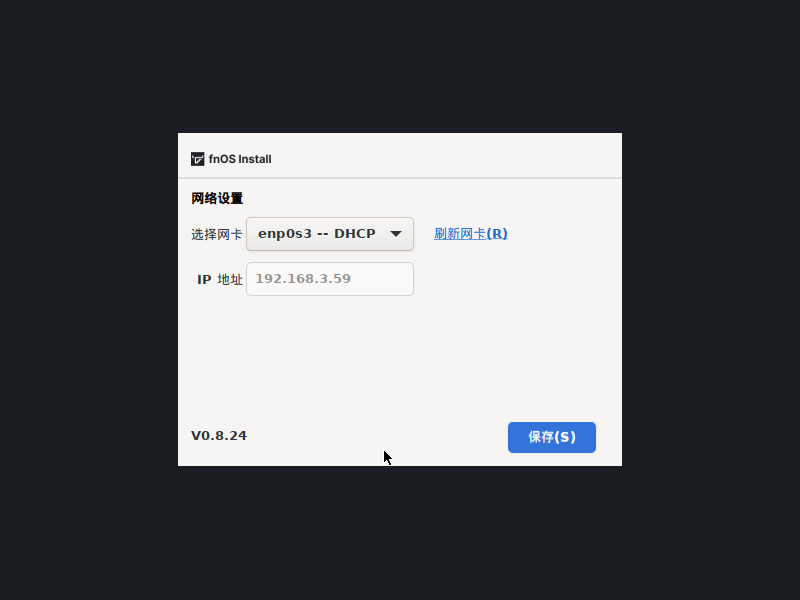 fnOS Install
网络设置
选择网卡 enp0s3 -- DHCP 刷新网卡(R)
IP 地址 192.168.3.59
V0.8.24 保存(S)